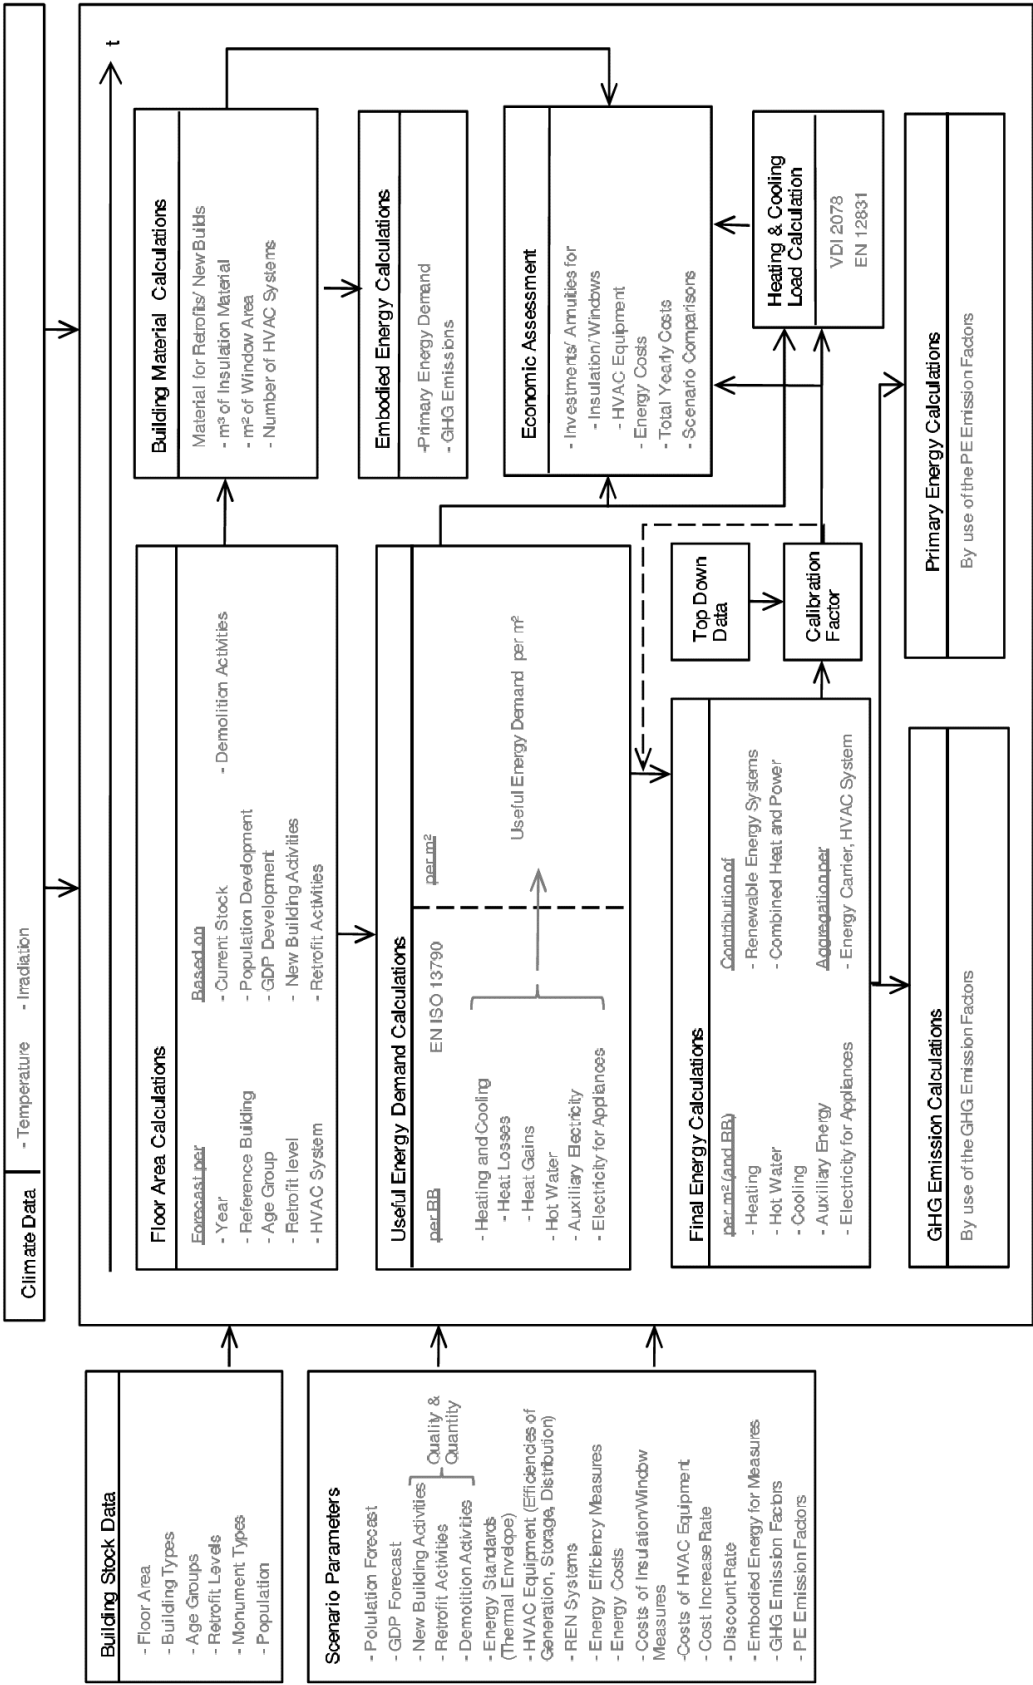 Climate Data
- Temperature
- Irradiation
Building Stock Data
- Floor Area
- Building Types
- Age Groups
- Retrofit Levels
- Monument Types
- Population
Scenario Parameters
- Polulation Forecast
- GDP Forecast
- New Building Activities
- Retrofit Activities
- Demotition Activities
Quality &
Quantity
- Energy Standards
(Thermal Envelope)
- HVAC Equipment (Efficiencies of
Generation, Storage, Distribution)
- REN Systems
- Energy Efficiency Measures
- Energy Costs
- Costs of Insulation/Window
Measures
-Costs of HVAC Equipment
- Cost Increase Rate
- Discount Rate
- Embodied Energy for Measures
- GHG Emission Factors
- PE Emission Factors
t
Floor Area Calculations
Forecast per
- Year
- Reference Building
- Age Group
- Retrofit level
- HVAC System
Based on
- Current Stock
- Population Development
- GDP Development
- New Building Activities
- Retrofit Activities
- Demolition Activities
Building Material Calculations
Material for Retrofits/ New Builds
- m³ of Insulation Material
- m² of Window Area
- Number of HVAC Systems
Useful Energy Demand Calculations
per RB
EN ISO 13790
per m²
- Heating and Cooling
- Heat Losses
- Heat Gains
- Hot Water
- Auxiliary Electricity
- Electricity for Appliances
Useful Energy Demand per m²
Embodied Energy Calculations
-Primary Energy Demand
- GHG Emissions
Economic Assessment
- Investments/ Annuities for
- Insulation/Windows
- HVAC Equipment
- Energy Costs
- Total Yearly Costs
- Scenario Comparisons
Final Energy Calculations
per m² (and RB)
- Heating
- Hot Water
- Cooling
- Auxiliary Energy
- Electricity for Appliances
Contribution of
- Renewable Energy Systems
- Combined Heat and Power
Aggregation per
- Energy Carrier, HVAC System
Top Down
Data
Calibration
Factor
Heating & Cooling
Load Calculation
VDI 2078
EN 12831
GHG Emission Calculations
By use of the GHG Emission Factors
Primary Energy Calculations
By use of the PE Emission Factors